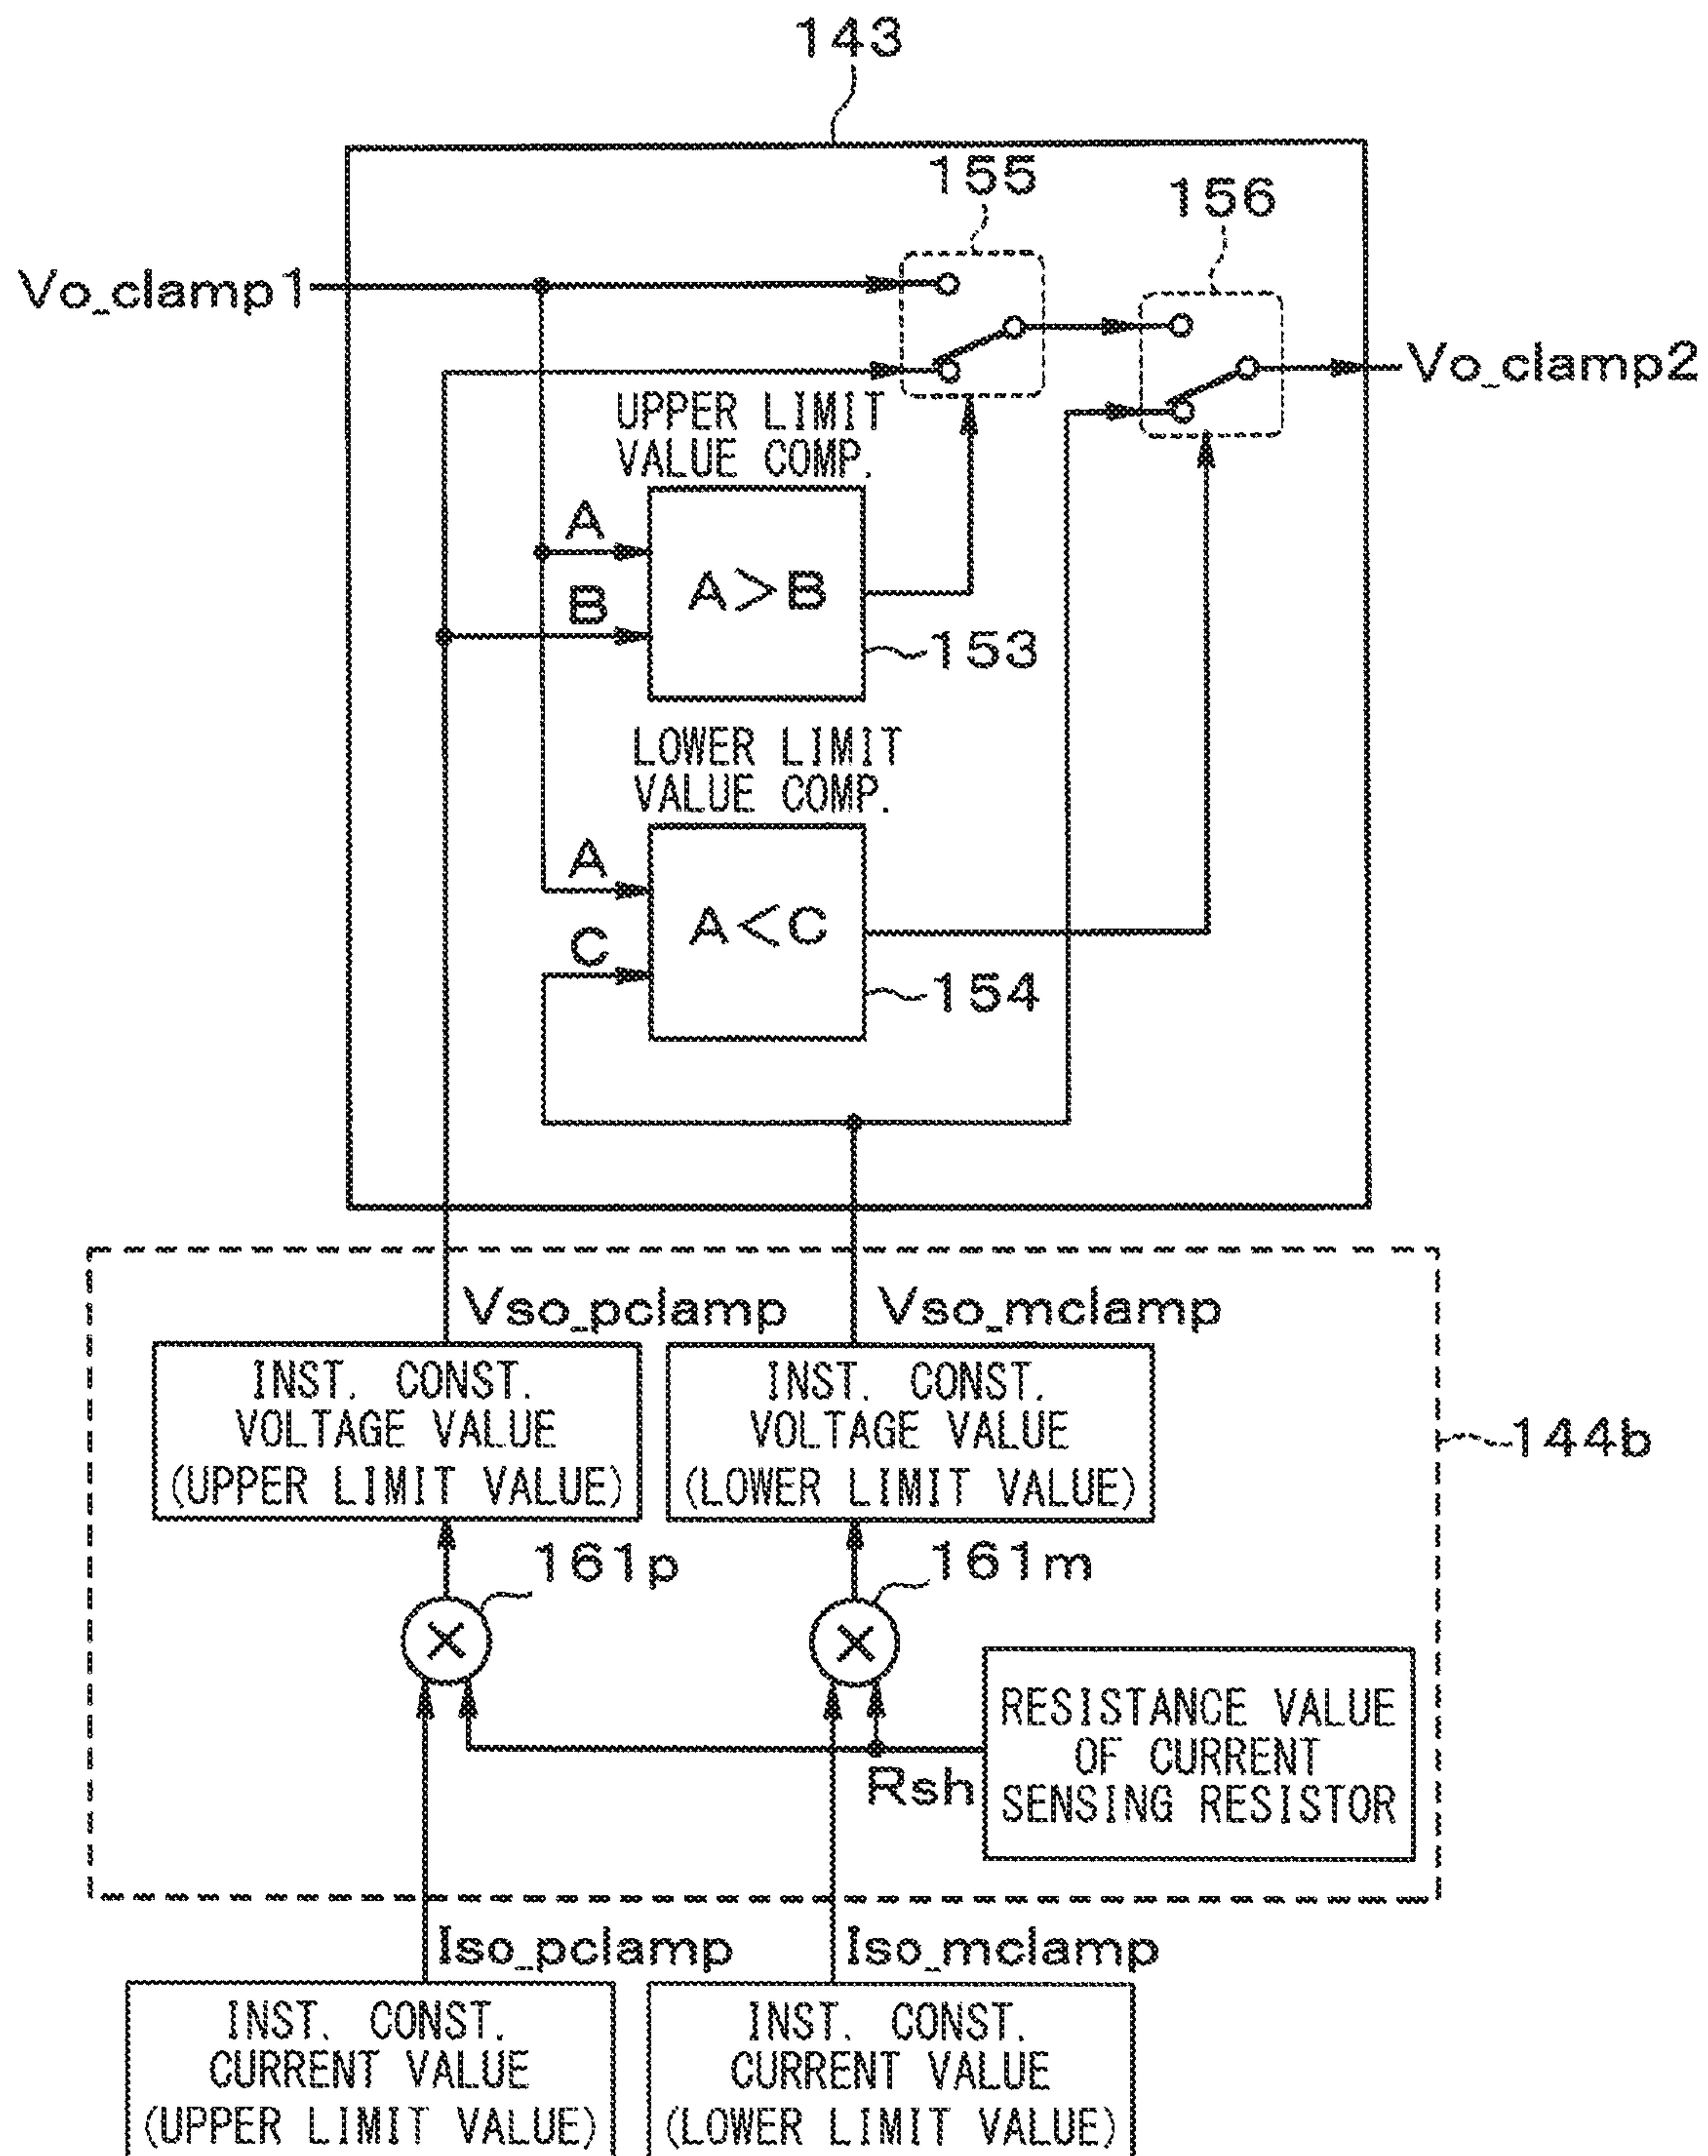 143
155
156
Vo_clamp1
Vo_clamp2
UPPER LIMIT
VALUE COMP.
A
B
A>B
153
LOWER LIMIT
VALUE COMP.
A
C
A<C
154
Vso_pclamp
Vso_mclamp
INST. CONST.
VOLTAGE VALUE
(UPPER LIMIT VALUE)
INST. CONST.
VOLTAGE VALUE
(LOWER LIMIT VALUE)
144b
161p
161m
×
×
RESISTANCE VALUE
OF CURRENT
SENSING RESISTOR
Rsh
Iso_pclamp
Iso_mclamp
INST. CONST.
CURRENT VALUE
(UPPER LIMIT VALUE)
INST. CONST.
CURRENT VALUE
(LOWER LIMIT VALUE)